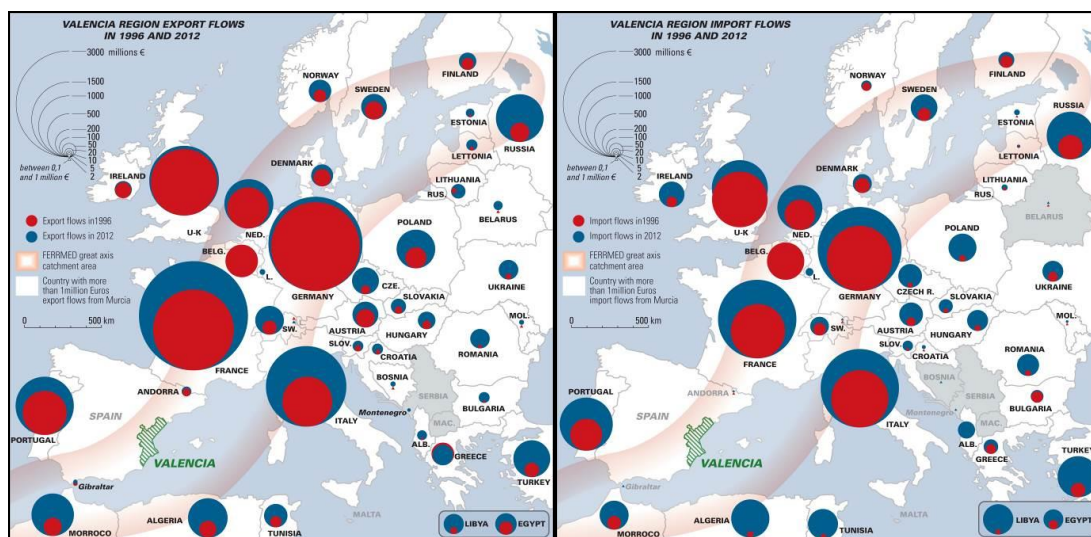 VALENCIA REGION EXPORT FLOWS
IN 1996 AND 2012
3000 millions €
1500
1000
500
200
100
50
20
10
5
2
between 0,1
and 1 million €
Export flows in1996
Export flows in 2012
FERRMED great axis
catchment area
Country with more
than 1million Euros
export flows from Murcia
0 500 km
NORWAY
FINLAND
SWEDEN
ESTONIA
RUSSIA
LETTONIA
DENMARK
IRELAND
LITHUANIA
RUS.
BELARUS
U-K
NED.
POLAND
BELG.
L.
GERMANY
CZE.
UKRAINE
SLOVAKIA
SW.
AUSTRIA
HUNGARY
MOL.
FRANCE
SLOV.
CROATIA
ROMANIA
BOSNIA
ANDORRA
SERBIA
BULGARIA
SPAIN
ITALY
Montenegro
MAC.
PORTUGAL
ALB.
GREECE
VALENCIA
TURKEY
Gibraltar
MALTA
MORROCO
ALGERIA
TUNISIA
LIBYA
EGYPT
VALENCIA REGION IMPORT FLOWS
IN 1996 AND 2012
3000 millions €
1500
1000
500
200
100
50
20
10
5
2
between 0,1
and 1 million €
Import flows in1996
Import flows in 2012
FERRMED great axis
catchment area
Country with more
than 1million Euros
import flows from Murcia
0 500 km
NORWAY
FINLAND
SWEDEN
ESTONIA
RUSSIA
LETTONIA
DENMARK
IRELAND
LITHUANIA
RUS.
BELARUS
U-K
NED.
POLAND
BELG.
L.
GERMANY
CZECH R.
UKRAINE
SLOVAKIA
SW.
AUSTRIA
HUNGARY
MOL.
FRANCE
SLOV.
CROATIA
ROMANIA
BOSNIA
ANDORRA
SERBIA
BULGARIA
PORTUGAL
SPAIN
ITALY
Montenegro
MAC.
ALB.
GREECE
TURKEY
VALENCIA
Gibraltar
MALTA
MOROCCO
ALGERIA
TUNISIA
LIBYA
EGYPT